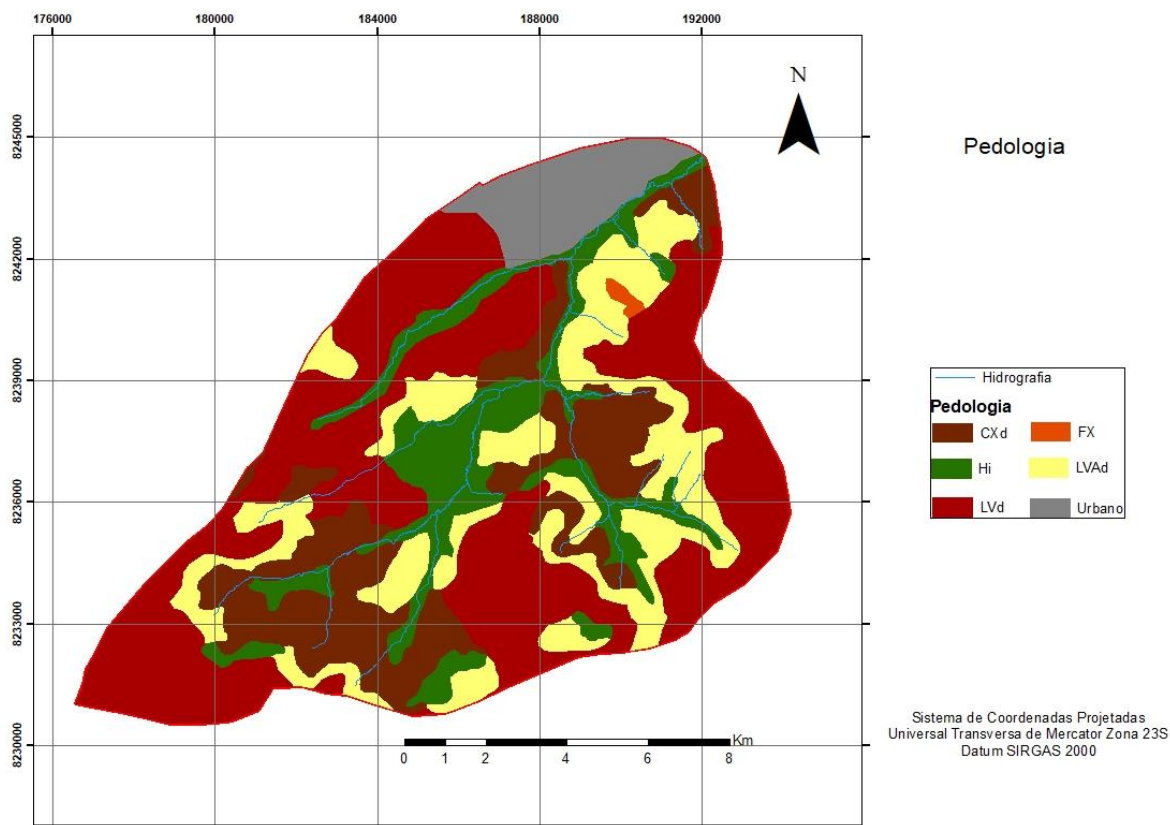 176000 180000 184000 188000 192000
8245000
8242000
8239000
8236000
8233000
8230000
N
Pedologia
Hidrografia
Pedologia
CXd FX
Hi LVAd
LVd Urbano
Km
0 1 2 4 6 8
Sistema de Coordenadas Projetadas
Universal Transversa de Mercator Zona 23S
Datum SIRGAS 2000